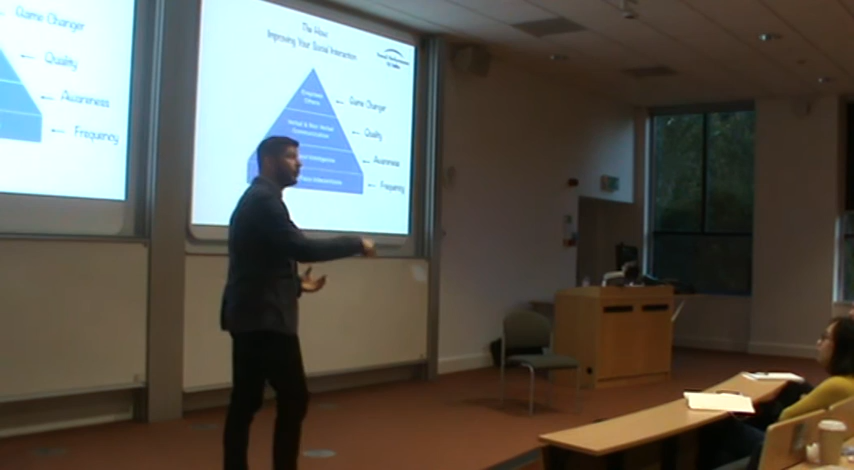 Game Changer
← Quality
← Awareness
← Frequency
The How:
Improving Your Social Interaction
Empower
Others
← Game Changer
Verbal & Non Verbal
Communication
← Quality
← Awareness
← Frequency